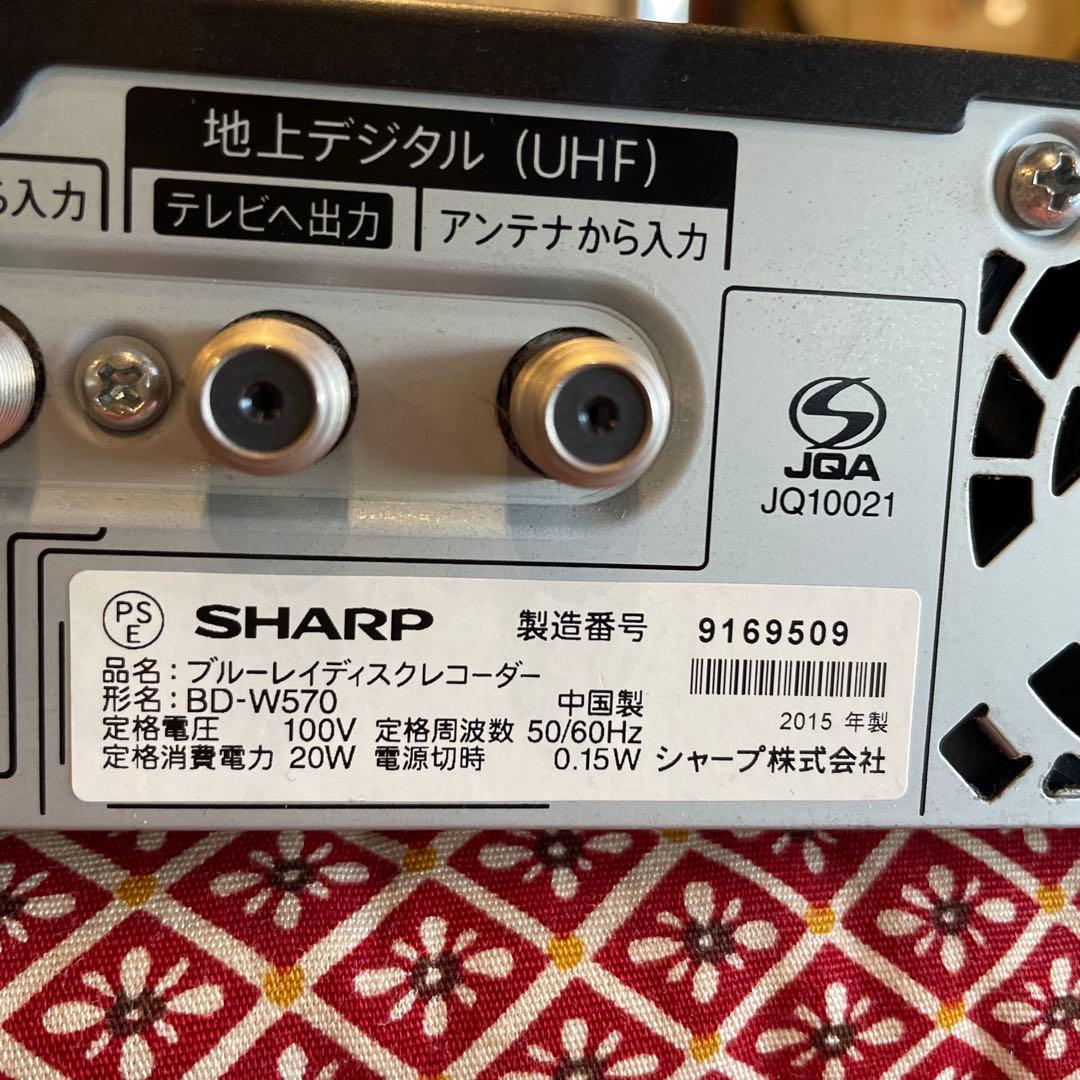 地上デジタル (UHF)
ら入力
テレビへ出力
アンテナから入力
JQA
JQ10021
PSE
SHARP 製造番号 9169509
品名:ブルーレイディスクレコーダー
形名:BD-W570 中国製
2015 年製
定格電圧 100V 定格周波数 50/60Hz
定格消費電力 20W 電源切時 0.15W シャープ株式会社